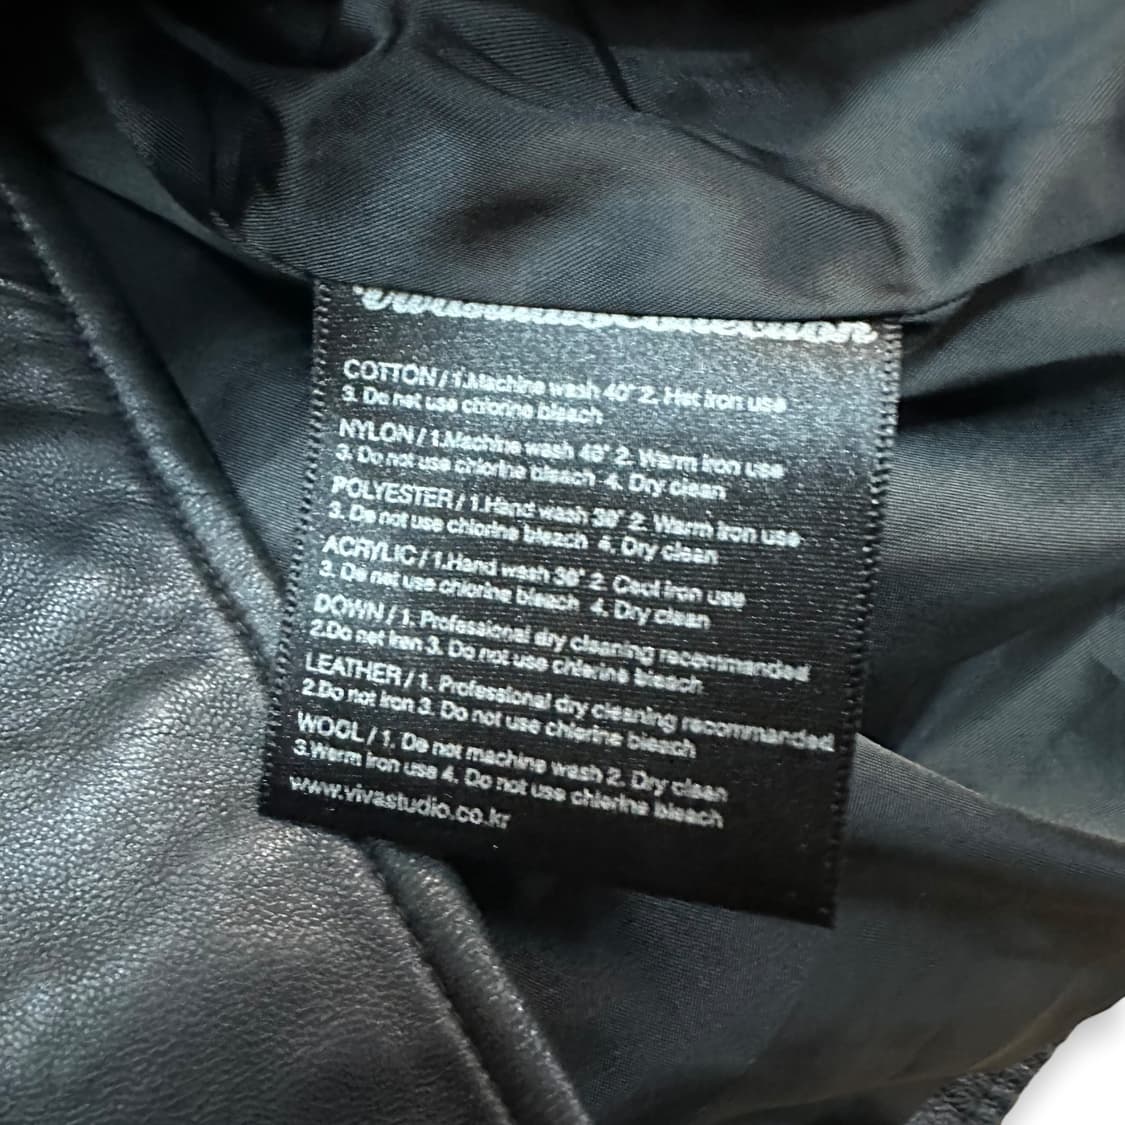 COTTON / 1.Machine wash 40° 2. Hot iron use
3. Do not use chlorine bleach
NYLON / 1.Machine wash 40° 2. Warm iron use
3. Do not use chlorine bleach 4. Dry clean
POLYESTER / 1.Hand wash 30° 2. Warm iron use
3. Do not use chlorine bleach 4. Dry clean
ACRYLIC / 1.Hand wash 30° 2. Cool iron use
3. Do not use chlorine bleach 4. Dry clean
DOWN / 1. Professional dry cleaning recommended
2.Do not iron 3. Do not use chlorine bleach
LEATHER / 1. Professional dry cleaning recommended
2.Do not iron 3. Do not use chlorine bleach
WOOL / 1. Do not machine wash 2. Dry clean
3.Warm iron use 4. Do not use chlorine bleach
www.vivastudio.co.kr